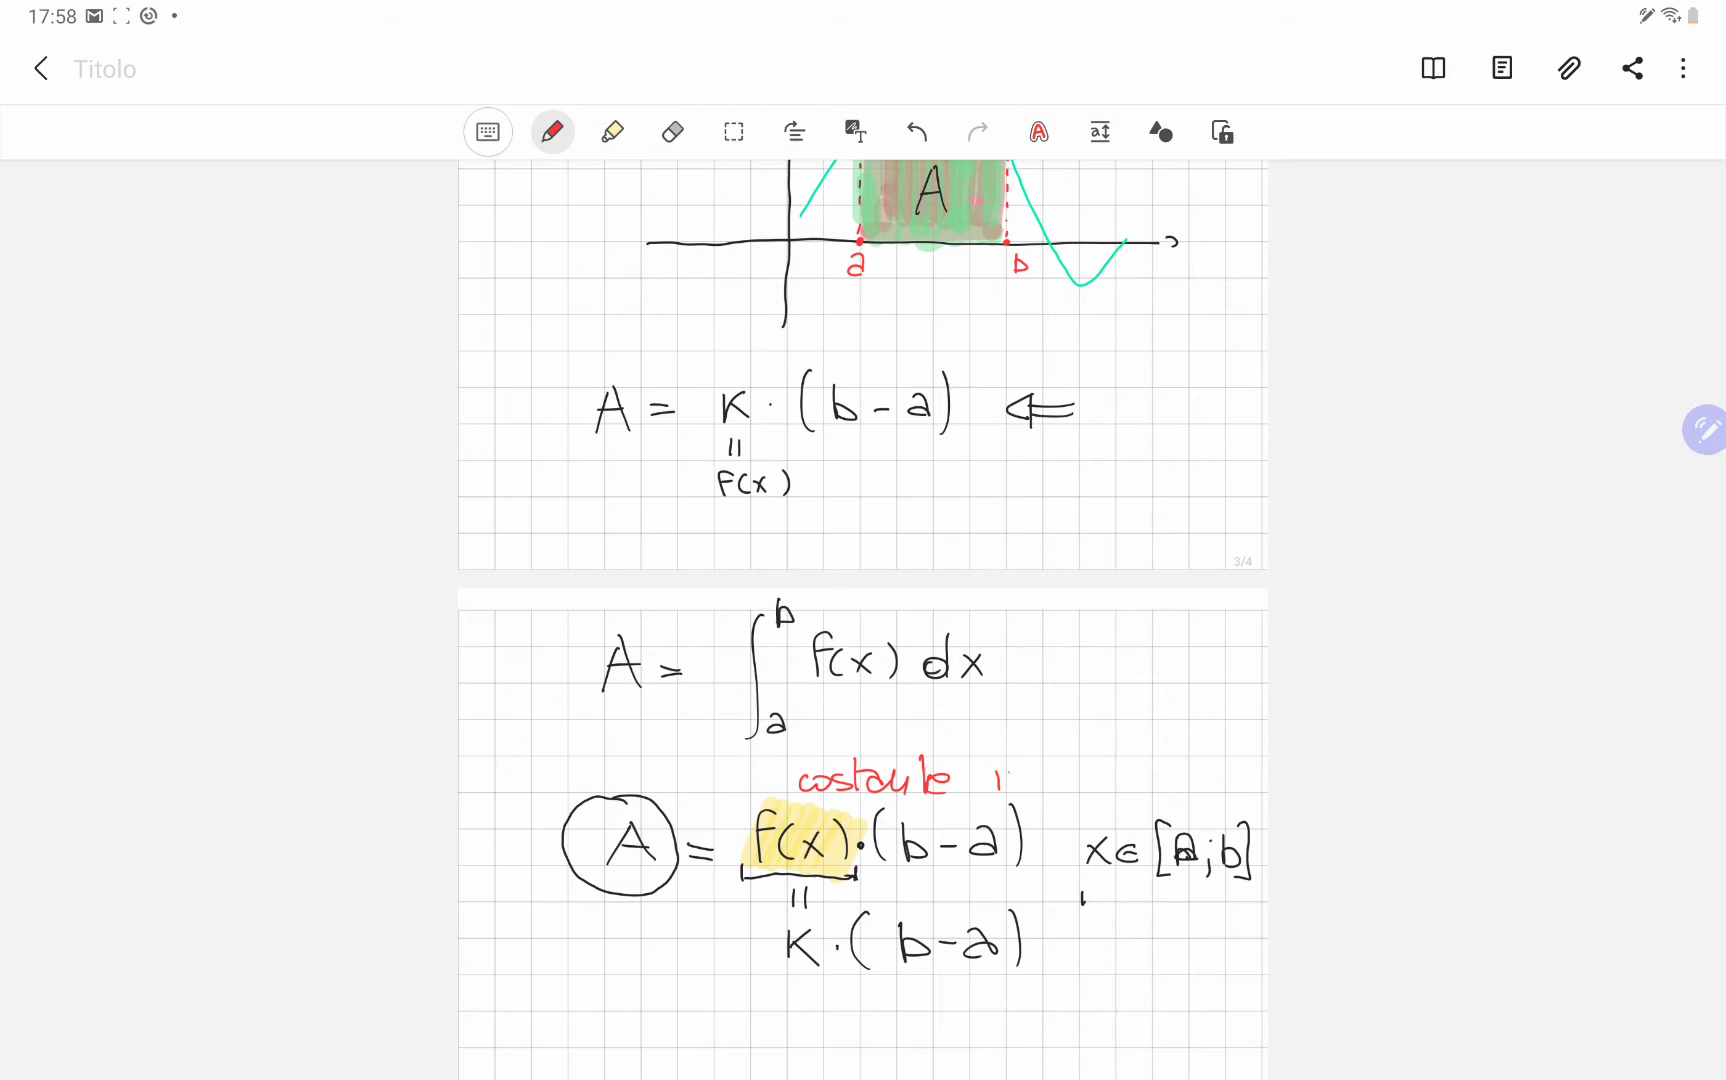 17:58
Titolo
A
a b
A = K · (b - a) ⇐
=
F(x)
3/4
A = ∫ₐᵇ f(x) dx
costante i
A = f(x) · (b - a) x ∈ [a;b]
=
K · (b - a)